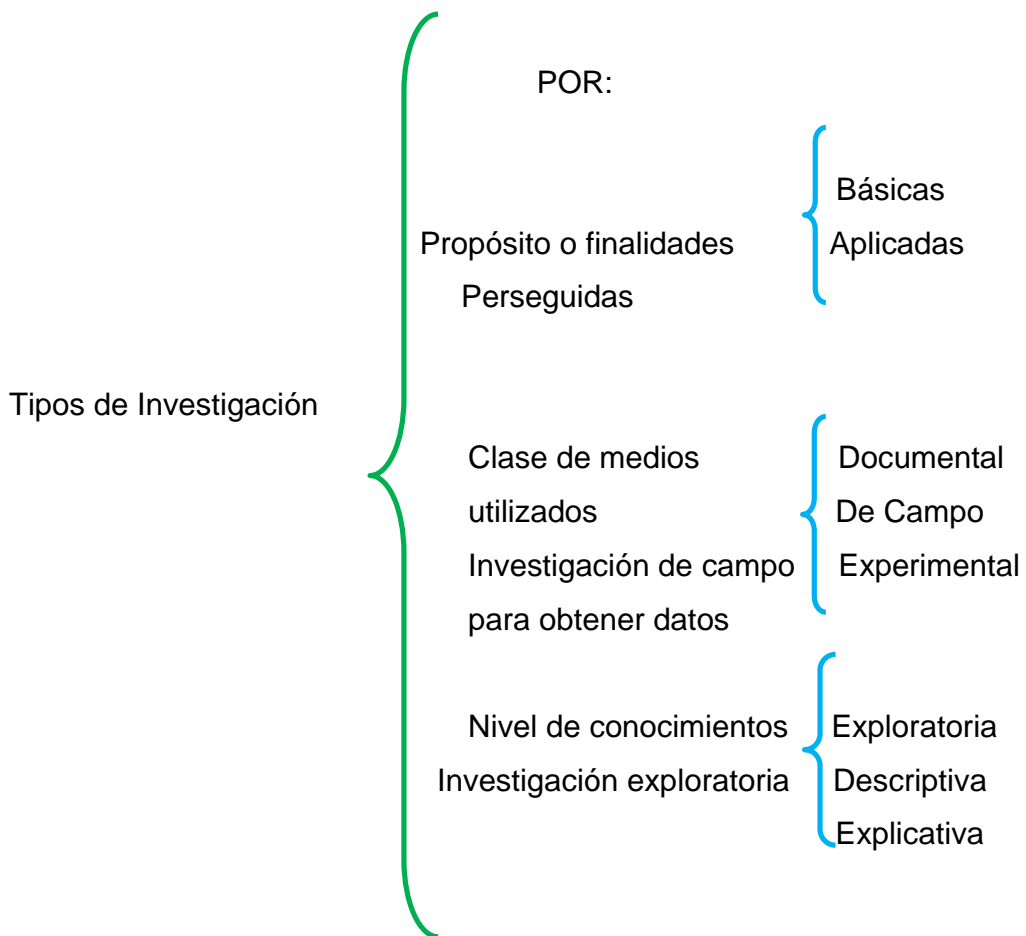 POR:
Básicas
Propósito o finalidades
Aplicadas
Perseguidas
Tipos de Investigación
Clase de medios
Documental
utilizados
De Campo
Investigación de campo
Experimental
para obtener datos
Nivel de conocimientos
Exploratoria
Investigación exploratoria
Descriptiva
Explicativa